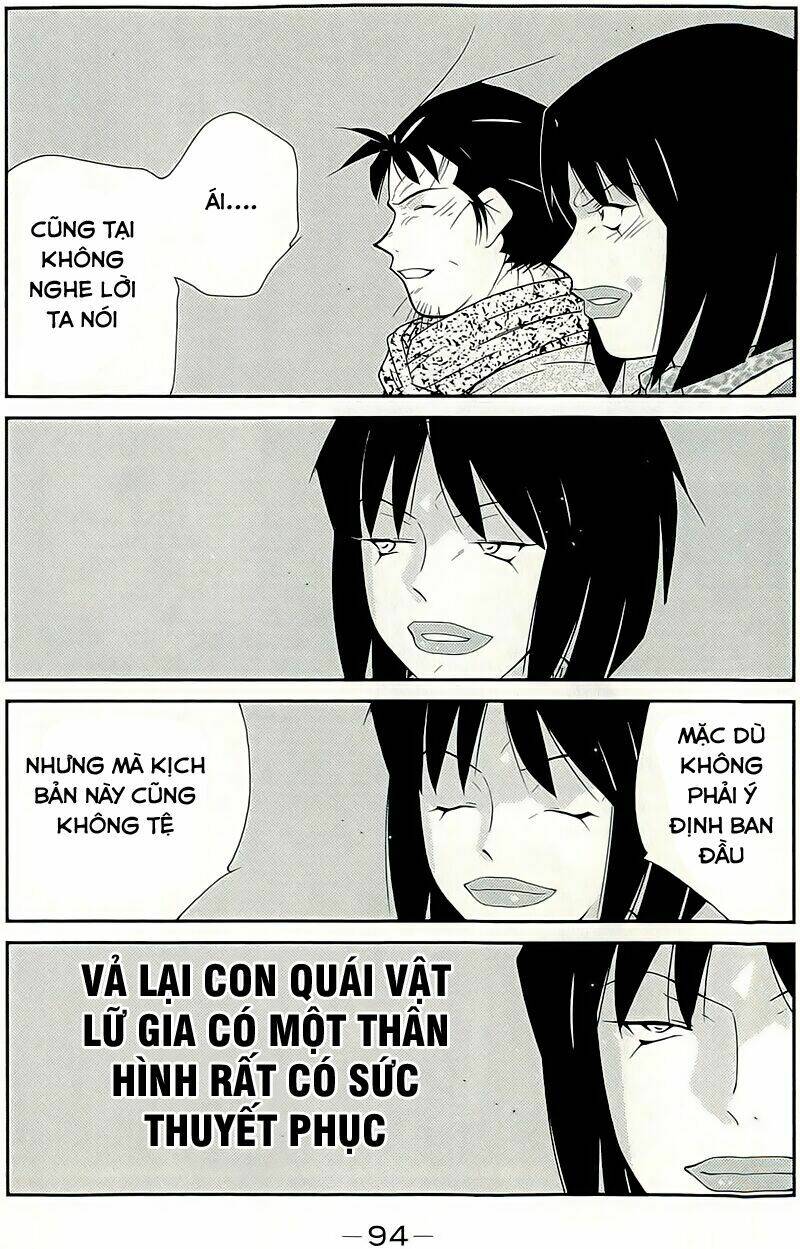 ÁI....
CŨNG TẠI
KHÔNG
NGHE LỜI
TA NÓI
MẶC DÙ
KHÔNG
PHẢI Ý
ĐỊNH BAN
ĐẦU
NHƯNG MÀ KỊCH
BẢN NÀY CŨNG
KHÔNG TỆ
VẢ LẠI CON QUÁI VẬT
LỮ GIA CÓ MỘT THÂN
HÌNH RẤT CÓ SỨC
THUYẾT PHỤC
—94—